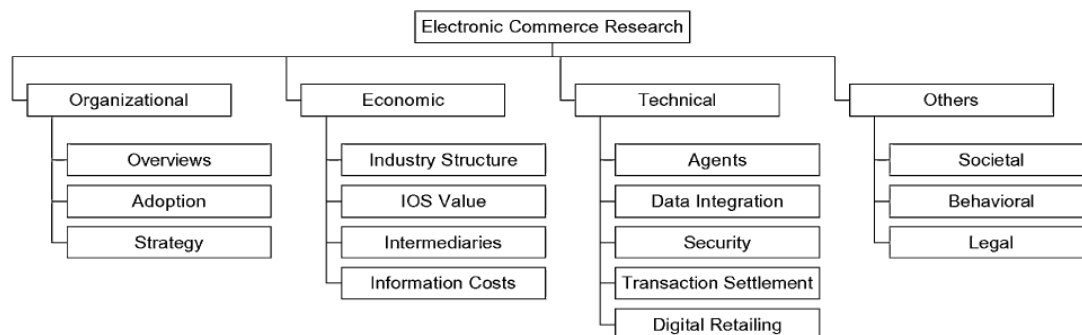 Electronic Commerce Research
Organizational
Overviews
Adoption
Strategy
Economic
Industry Structure
IOS Value
Intermediaries
Information Costs
Technical
Agents
Data Integration
Security
Transaction Settlement
Digital Retailing
Others
Societal
Behavioral
Legal